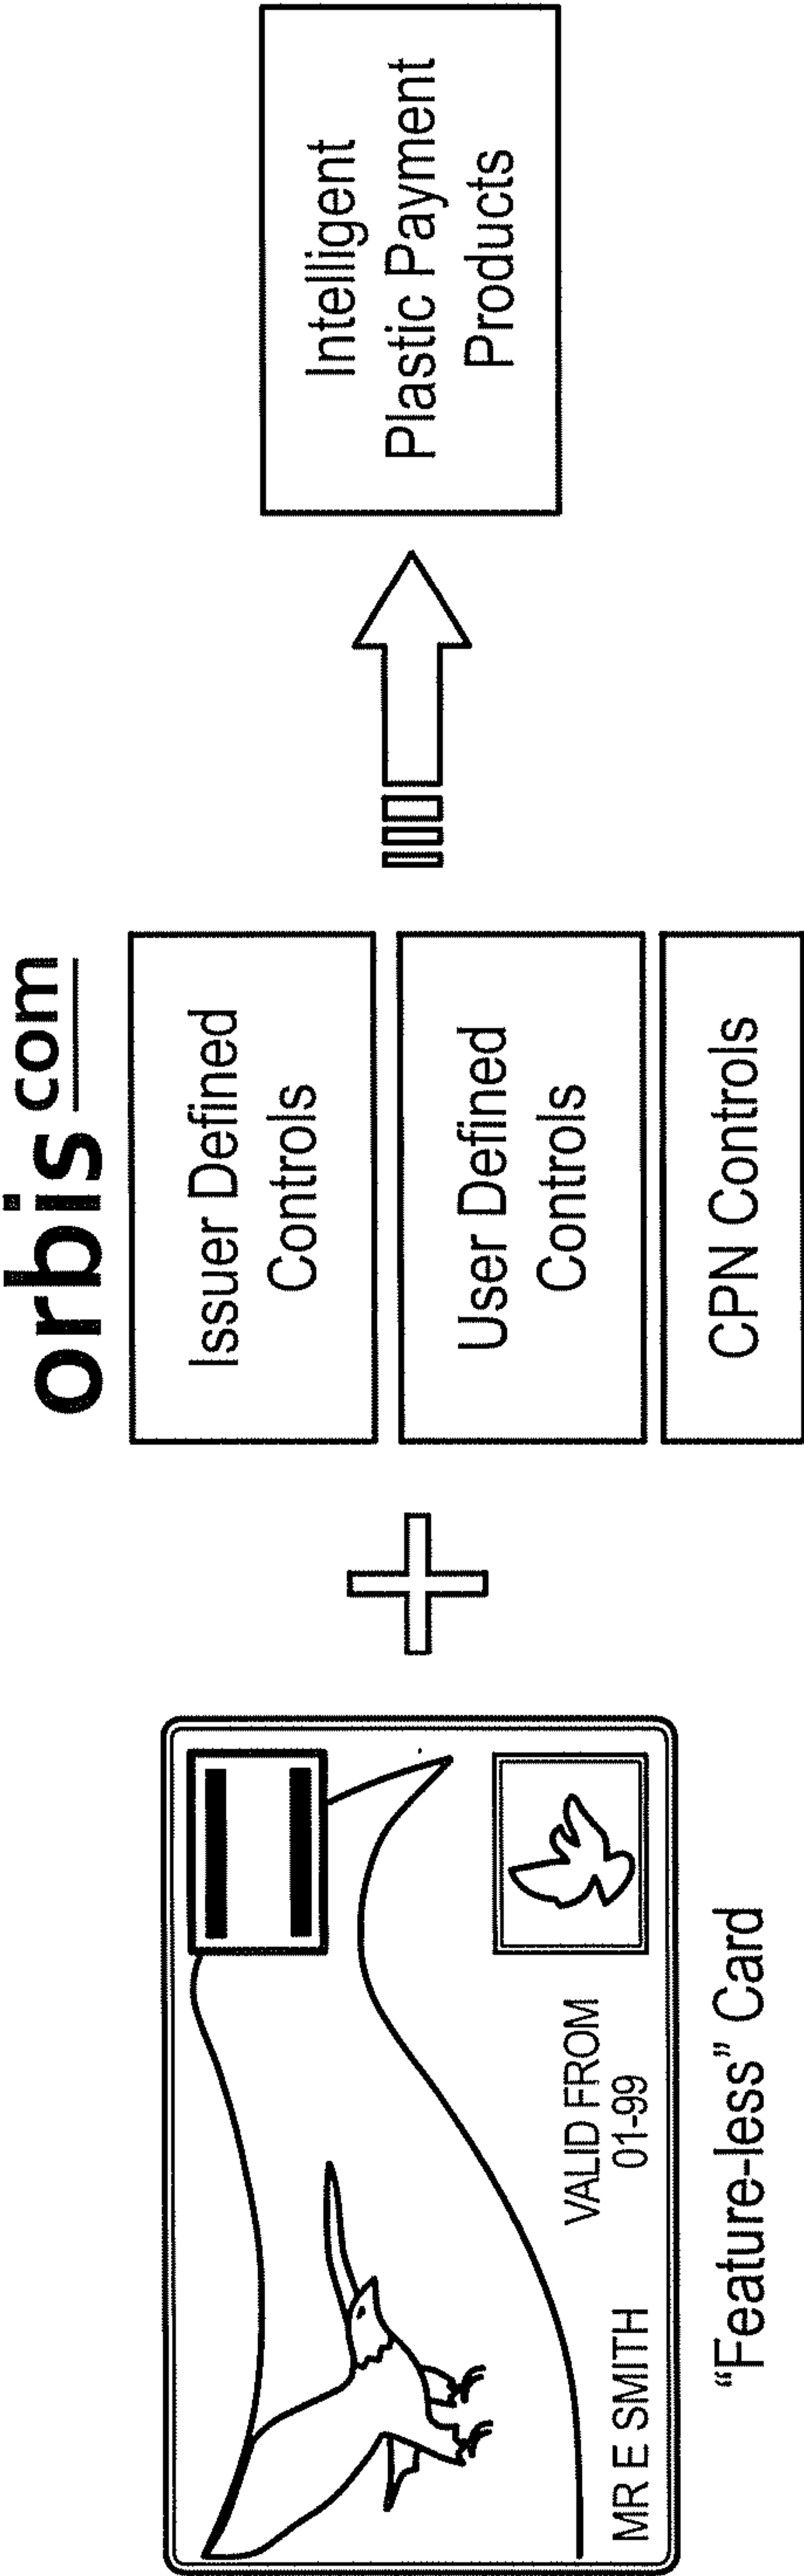 MR E SMITH
VALID FROM
01-99
“Feature-less” Card
orbis com
Issuer Defined
Controls
User Defined
Controls
CPN Controls
Intelligent
Plastic Payment
Products